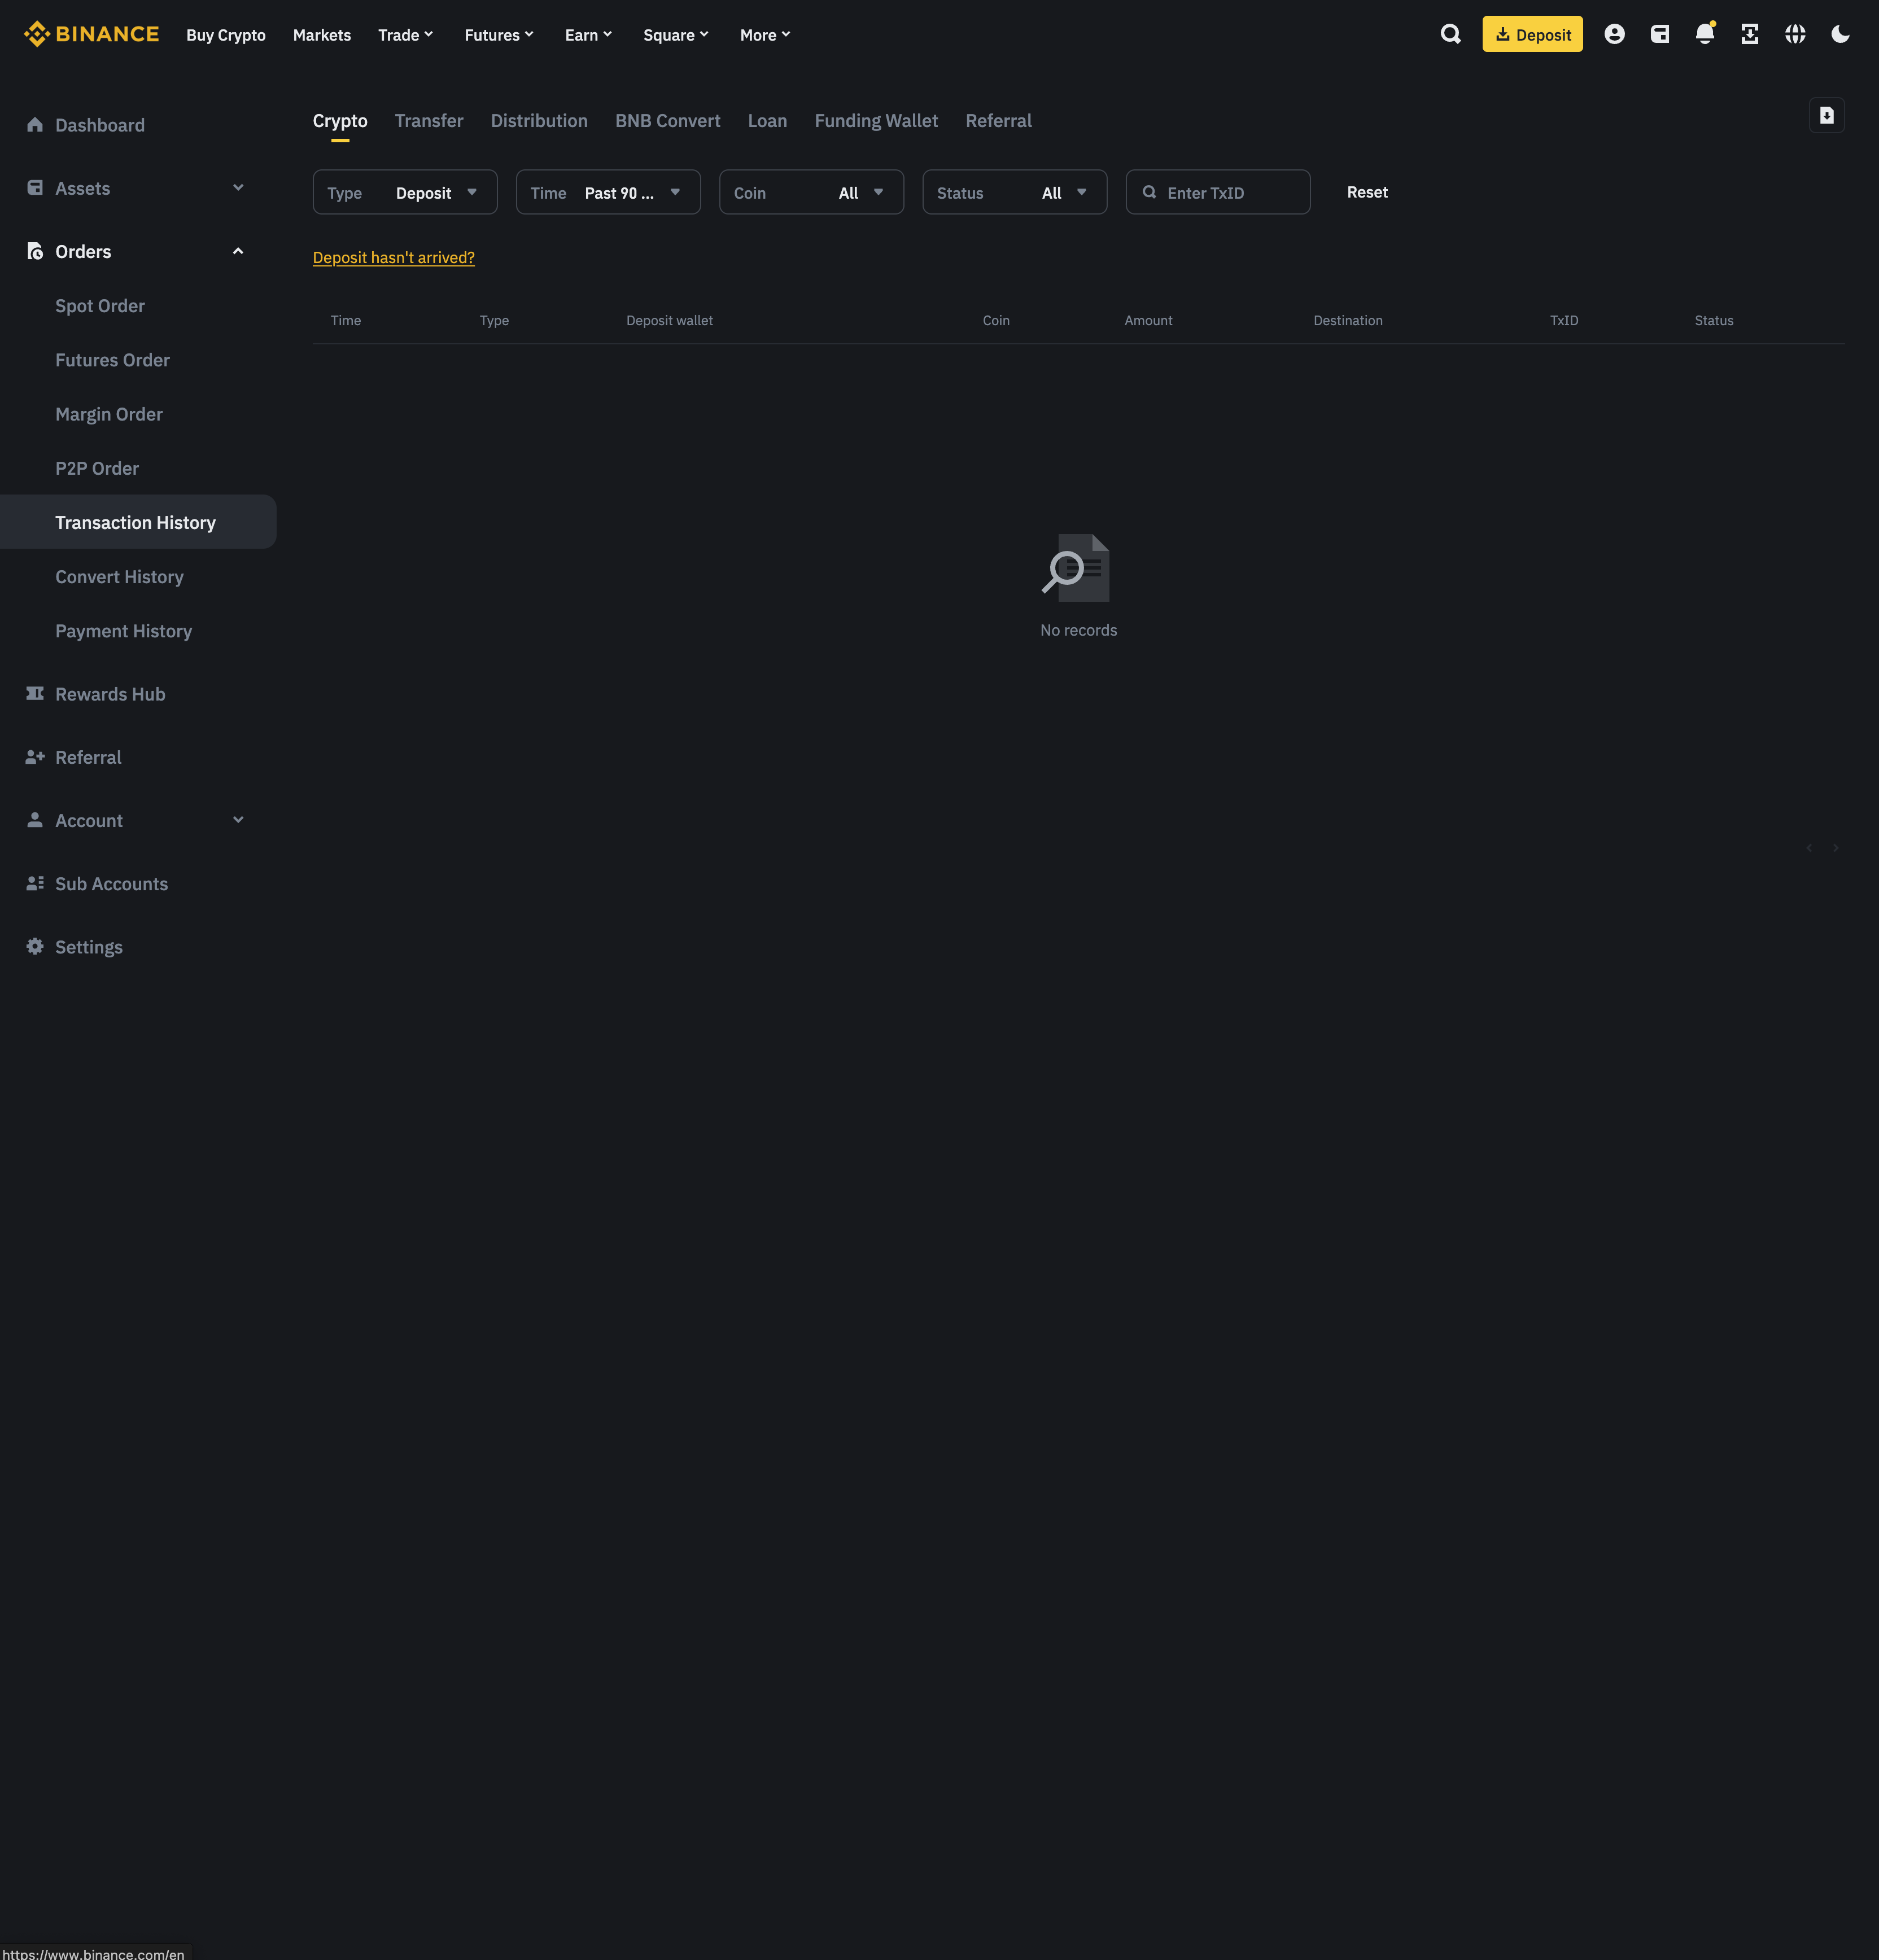 BINANCE Buy Crypto Markets Trade Futures Earn Square More Deposit
Dashboard
Assets
Orders
Spot Order
Futures Order
Margin Order
P2P Order
Transaction History
Convert History
Payment History
Rewards Hub
Referral
Account
Sub Accounts
Settings
Crypto Transfer Distribution BNB Convert Loan Funding Wallet Referral
Type Deposit Time Past 90 ... Coin All Status All Enter TxID Reset
Deposit hasn't arrived?
Time Type Deposit wallet Coin Amount Destination TxID Status
No records
https://www.binance.com/en